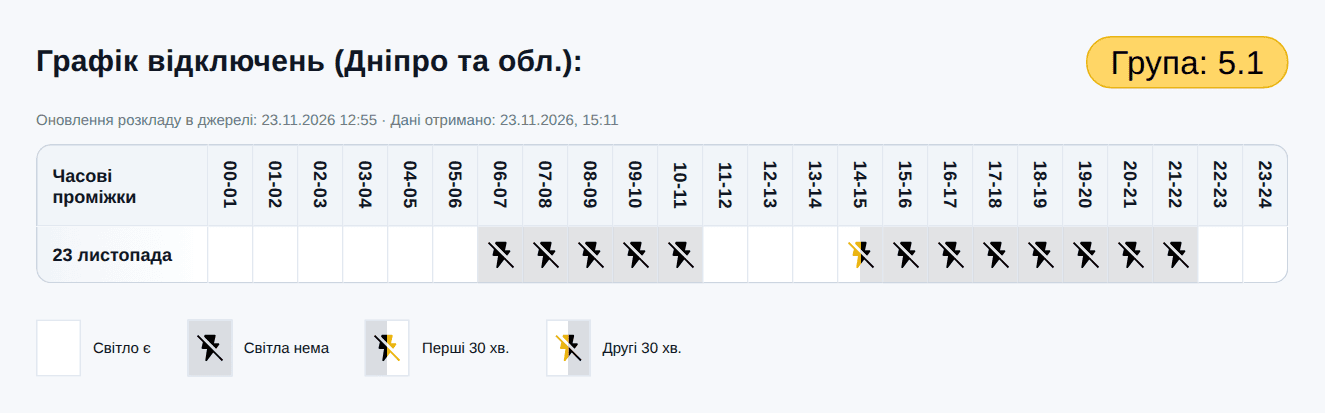 Графік відключень (Дніпро та обл.):
Група: 5.1
Оновлення розкладу в джерелі: 23.11.2026 12:55 · Дані отримано: 23.11.2026, 15:11
Часові
проміжки
00-01
01-02
02-03
03-04
04-05
05-06
06-07
07-08
08-09
09-10
10-11
11-12
12-13
13-14
14-15
15-16
16-17
17-18
18-19
19-20
20-21
21-22
22-23
23-24
23 листопада
Світло є
Світла нема
Перші 30 хв.
Другі 30 хв.